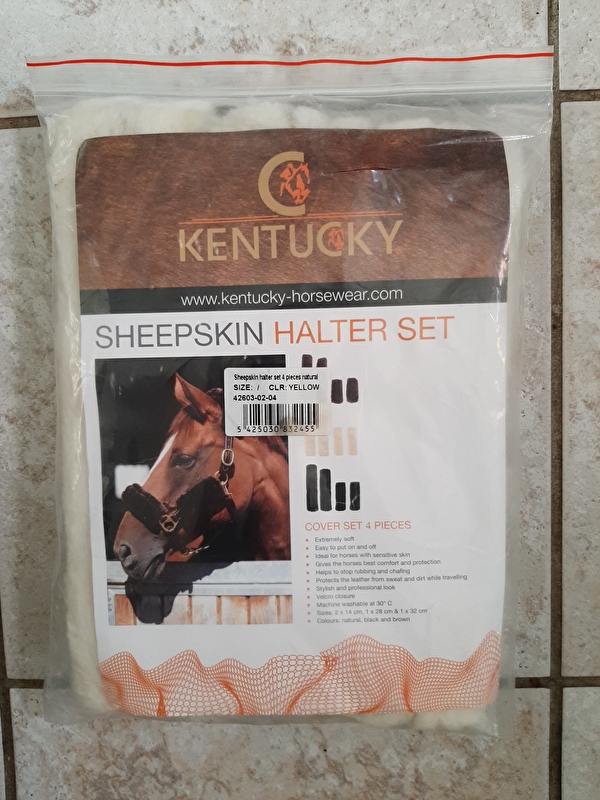 KENTUCKY
www.kentucky-horsewear.com
SHEEPSKIN HALTER SET
Sheepskin halter set 4 pieces natural
SIZE: / CLR: YELLOW
42603-02-04
5 425030 832455
COVER SET 4 PIECES
Extremely soft
Easy to put on and off
Ideal for horses with sensitive skin
Gives the horses best comfort and protection
Helps to stop rubbing and chafing
Protects the leather from sweat and dirt while travelling
Stylish and professional look
Velcro closure
Machine washable at 30° C
Sizes: 2 x 14 cm, 1 x 28 cm & 1 x 32 cm
Colours: natural, black and brown